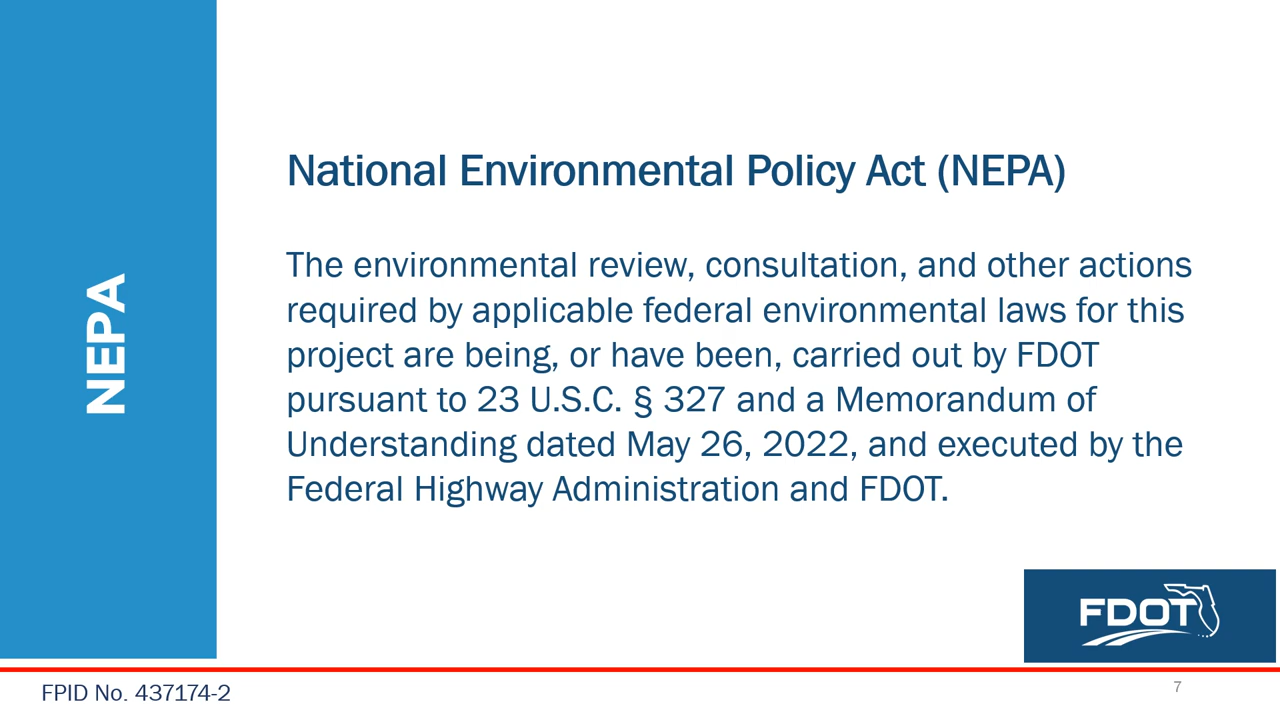 NEPA
National Environmental Policy Act (NEPA)
The environmental review, consultation, and other actions
required by applicable federal environmental laws for this
project are being, or have been, carried out by FDOT
pursuant to 23 U.S.C. § 327 and a Memorandum of
Understanding dated May 26, 2022, and executed by the
Federal Highway Administration and FDOT.
FDOT
FPID No. 437174-2
7